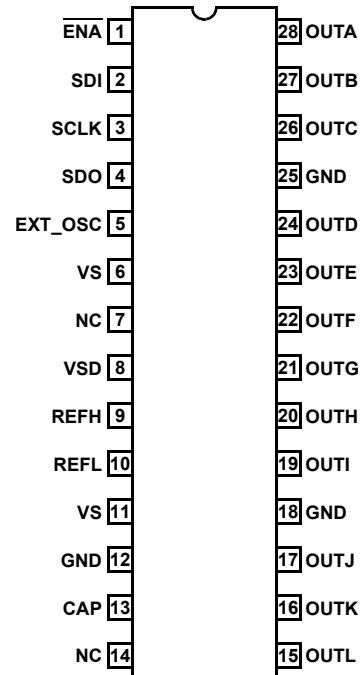 ENA 1 28 OUTA
SDI 2 27 OUTB
SCLK 3 26 OUTC
SDO 4 25 GND
EXT_OSC 5 24 OUTD
VS 6 23 OUTE
NC 7 22 OUTF
VSD 8 21 OUTG
REFH 9 20 OUTH
REFL 10 19 OUTI
VS 11 18 GND
GND 12 17 OUTJ
CAP 13 16 OUTK
NC 14 15 OUTL